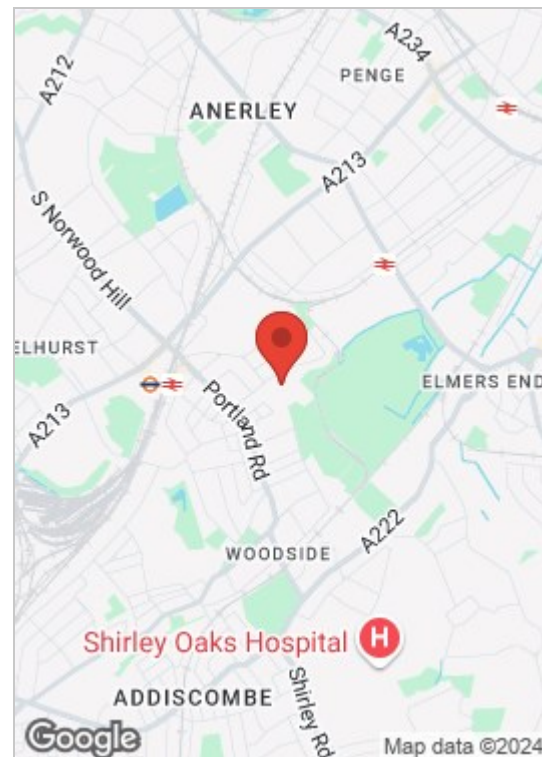 A234
A212
PENGE
ANERLEY
A213
S Norwood Hill
ELHURST
ELMERS END
Portland Rd
A213
A222
WOODSIDE
Shirley Oaks Hospital
H
ADDISCOMBE
Shirley Rd
Google
Map data ©2024